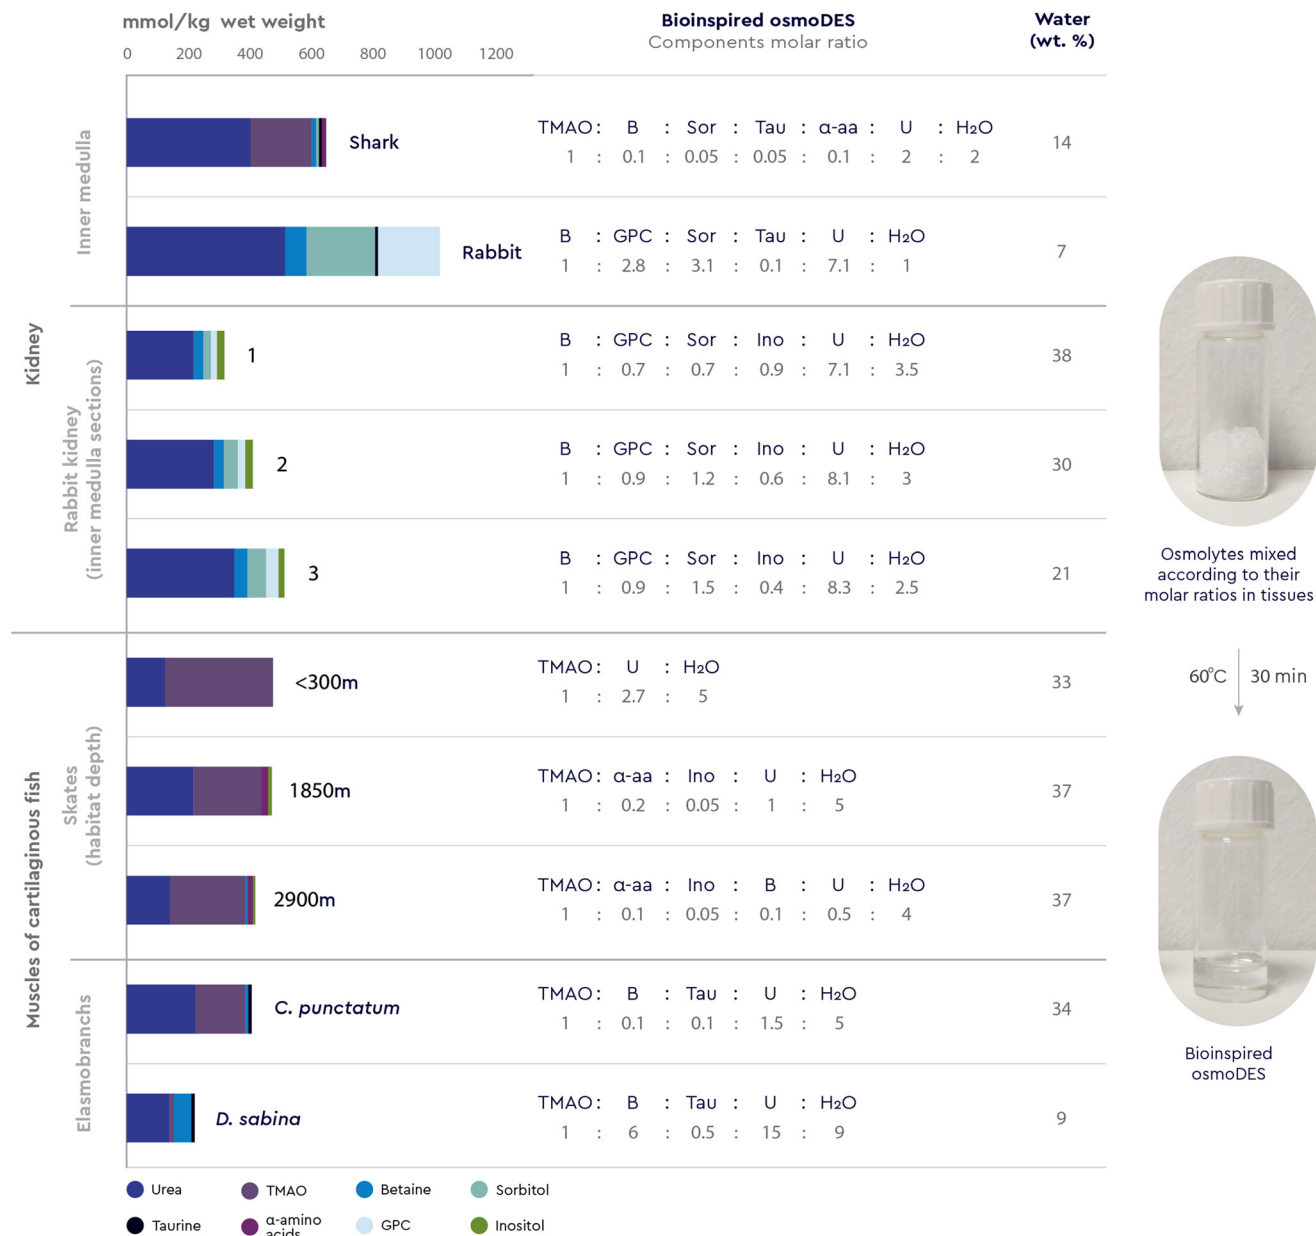 mmol/kg wet weight
0 200 400 600 800 1000 1200
Bioinspired osmoDES
Components molar ratio
Water
(wt. %)
Kidney
Inner medulla
Shark
TMAO : B : Sor : Tau : α-aa : U : H₂O
1 : 0.1 : 0.05 : 0.05 : 0.1 : 2 : 2
14
Rabbit
B : GPC : Sor : Tau : U : H₂O
1 : 2.8 : 3.1 : 0.1 : 7.1 : 1
7
Rabbit kidney
(inner medulla sections)
1
B : GPC : Sor : Ino : U : H₂O
1 : 0.7 : 0.7 : 0.9 : 7.1 : 3.5
38
2
B : GPC : Sor : Ino : U : H₂O
1 : 0.9 : 1.2 : 0.6 : 8.1 : 3
30
3
B : GPC : Sor : Ino : U : H₂O
1 : 0.9 : 1.5 : 0.4 : 8.3 : 2.5
21
Muscles of cartilaginous fish
Skates
(habitat depth)
<300m
TMAO : U : H₂O
1 : 2.7 : 5
33
1850m
TMAO : α-aa : Ino : U : H₂O
1 : 0.2 : 0.05 : 1 : 5
37
2900m
TMAO : α-aa : Ino : B : U : H₂O
1 : 0.1 : 0.05 : 0.1 : 0.5 : 4
37
Elasmobranchs
C. punctatum
TMAO : B : Tau : U : H₂O
1 : 0.1 : 0.1 : 1.5 : 5
34
D. sabina
TMAO : B : Tau : U : H₂O
1 : 6 : 0.5 : 15 : 9
9
Urea
TMAO
Betaine
Sorbitol
Taurine
α-amino
acids
GPC
Inositol
Osmolytes mixed
according to their
molar ratios in tissues
60°C 30 min
Bioinspired
osmoDES